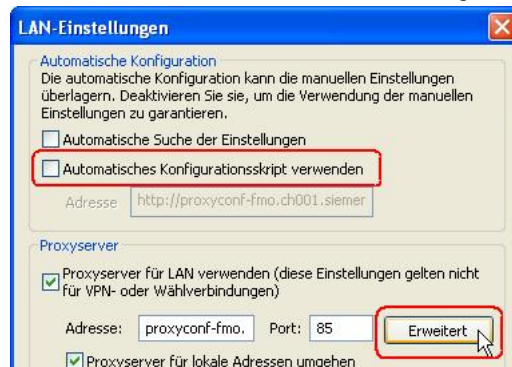 LAN-Einstellungen
Automatische Konfiguration
Die automatische Konfiguration kann die manuellen Einstellungen
überlagern. Deaktivieren Sie sie, um die Verwendung der manuellen
Einstellungen zu garantieren.
Automatische Suche der Einstellungen
Automatisches Konfigurationsskript verwenden
Adresse http://proxyconf-fmo.ch001.siemer
Proxyserver
Proxyserver für LAN verwenden (diese Einstellungen gelten nicht
für VPN- oder Wählverbindungen)
Adresse: proxyconf-fmo. Port: 85 Erweitert
Proxyserver für lokale Adressen umgehen